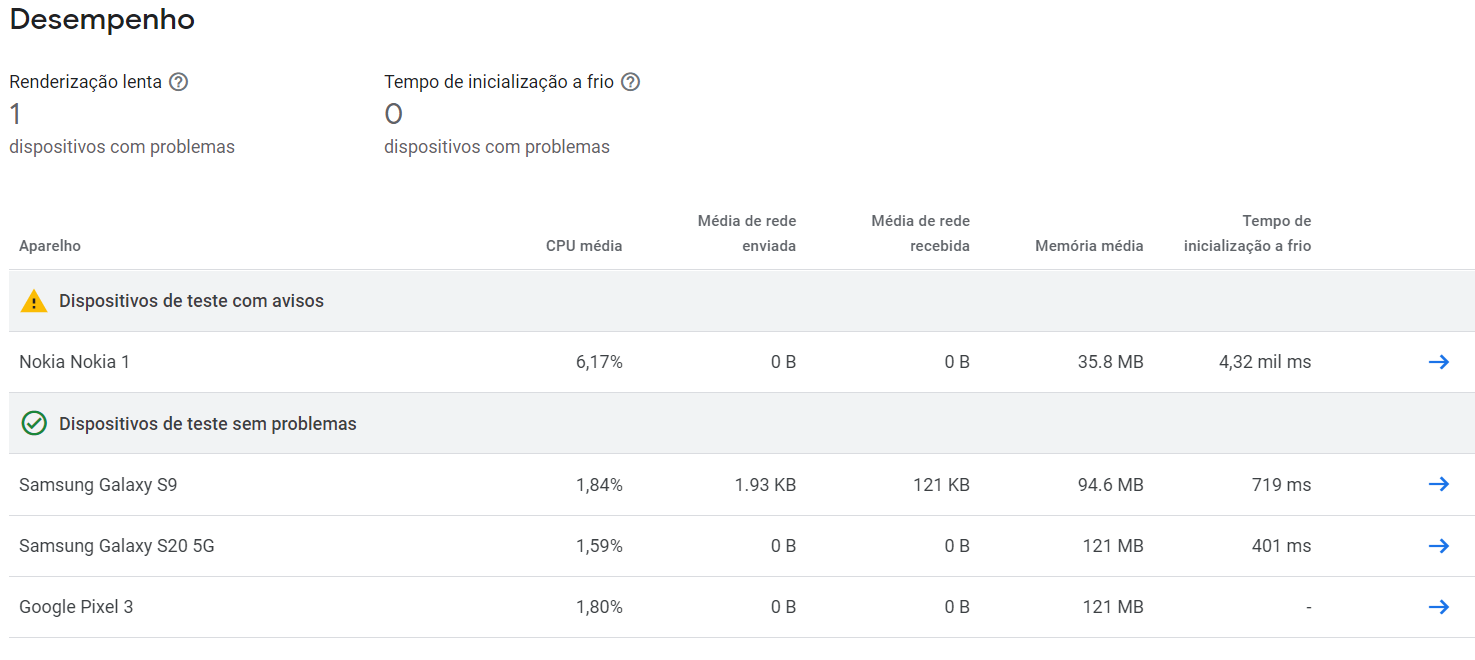 Desempenho
Renderização lenta Tempo de inicialização a frio
1 0
dispositivos com problemas dispositivos com problemas
Aparelho CPU média Média de rede enviada Média de rede recebida Memória média Tempo de inicialização a frio
Dispositivos de teste com avisos
Nokia Nokia 1 6,17% 0 B 0 B 35.8 MB 4,32 mil ms
Dispositivos de teste sem problemas
Samsung Galaxy S9 1,84% 1.93 KB 121 KB 94.6 MB 719 ms
Samsung Galaxy S20 5G 1,59% 0 B 0 B 121 MB 401 ms
Google Pixel 3 1,80% 0 B 0 B 121 MB -